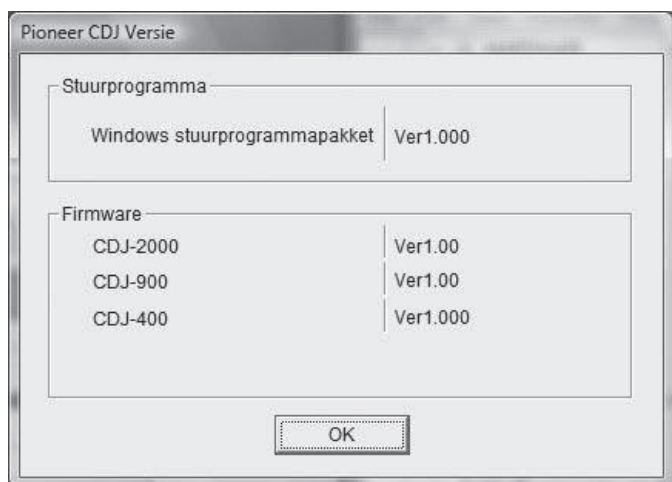 Pioneer CDJ Versie
Stuurprogramma
Windows stuurprogrammapakket Ver1.000
Firmware
CDJ-2000 Ver1.00
CDJ-900 Ver1.00
CDJ-400 Ver1.000
OK